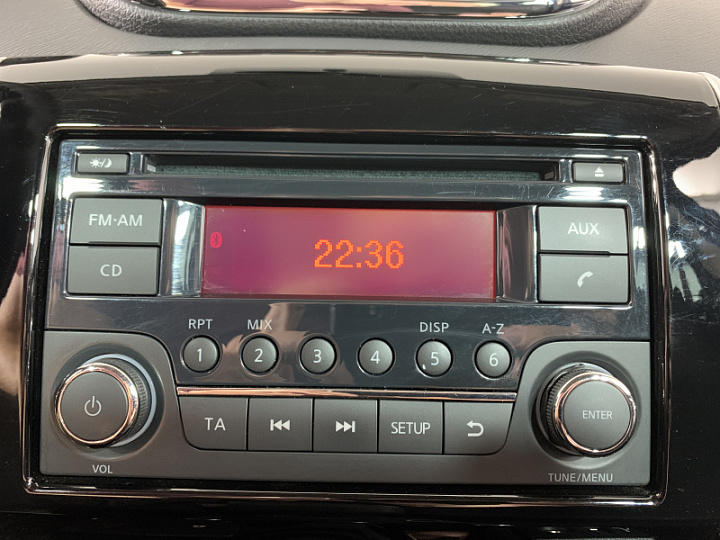 FM·AM
AUX
22:36
CD
RPT
MIX
DISP
A-Z
1
2
3
4
5
6
TA
SETUP
ENTER
VOL
TUNE/MENU